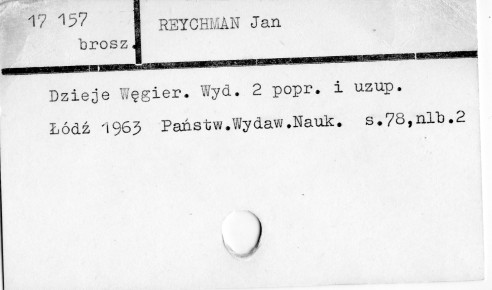 17 157
brosz.
REYCHMAN Jan
Dzieje Węgier. Wyd. 2 popr. i uzup.
Łódź 1963 Państw.Wydaw.Nauk. s.78,nlb.2